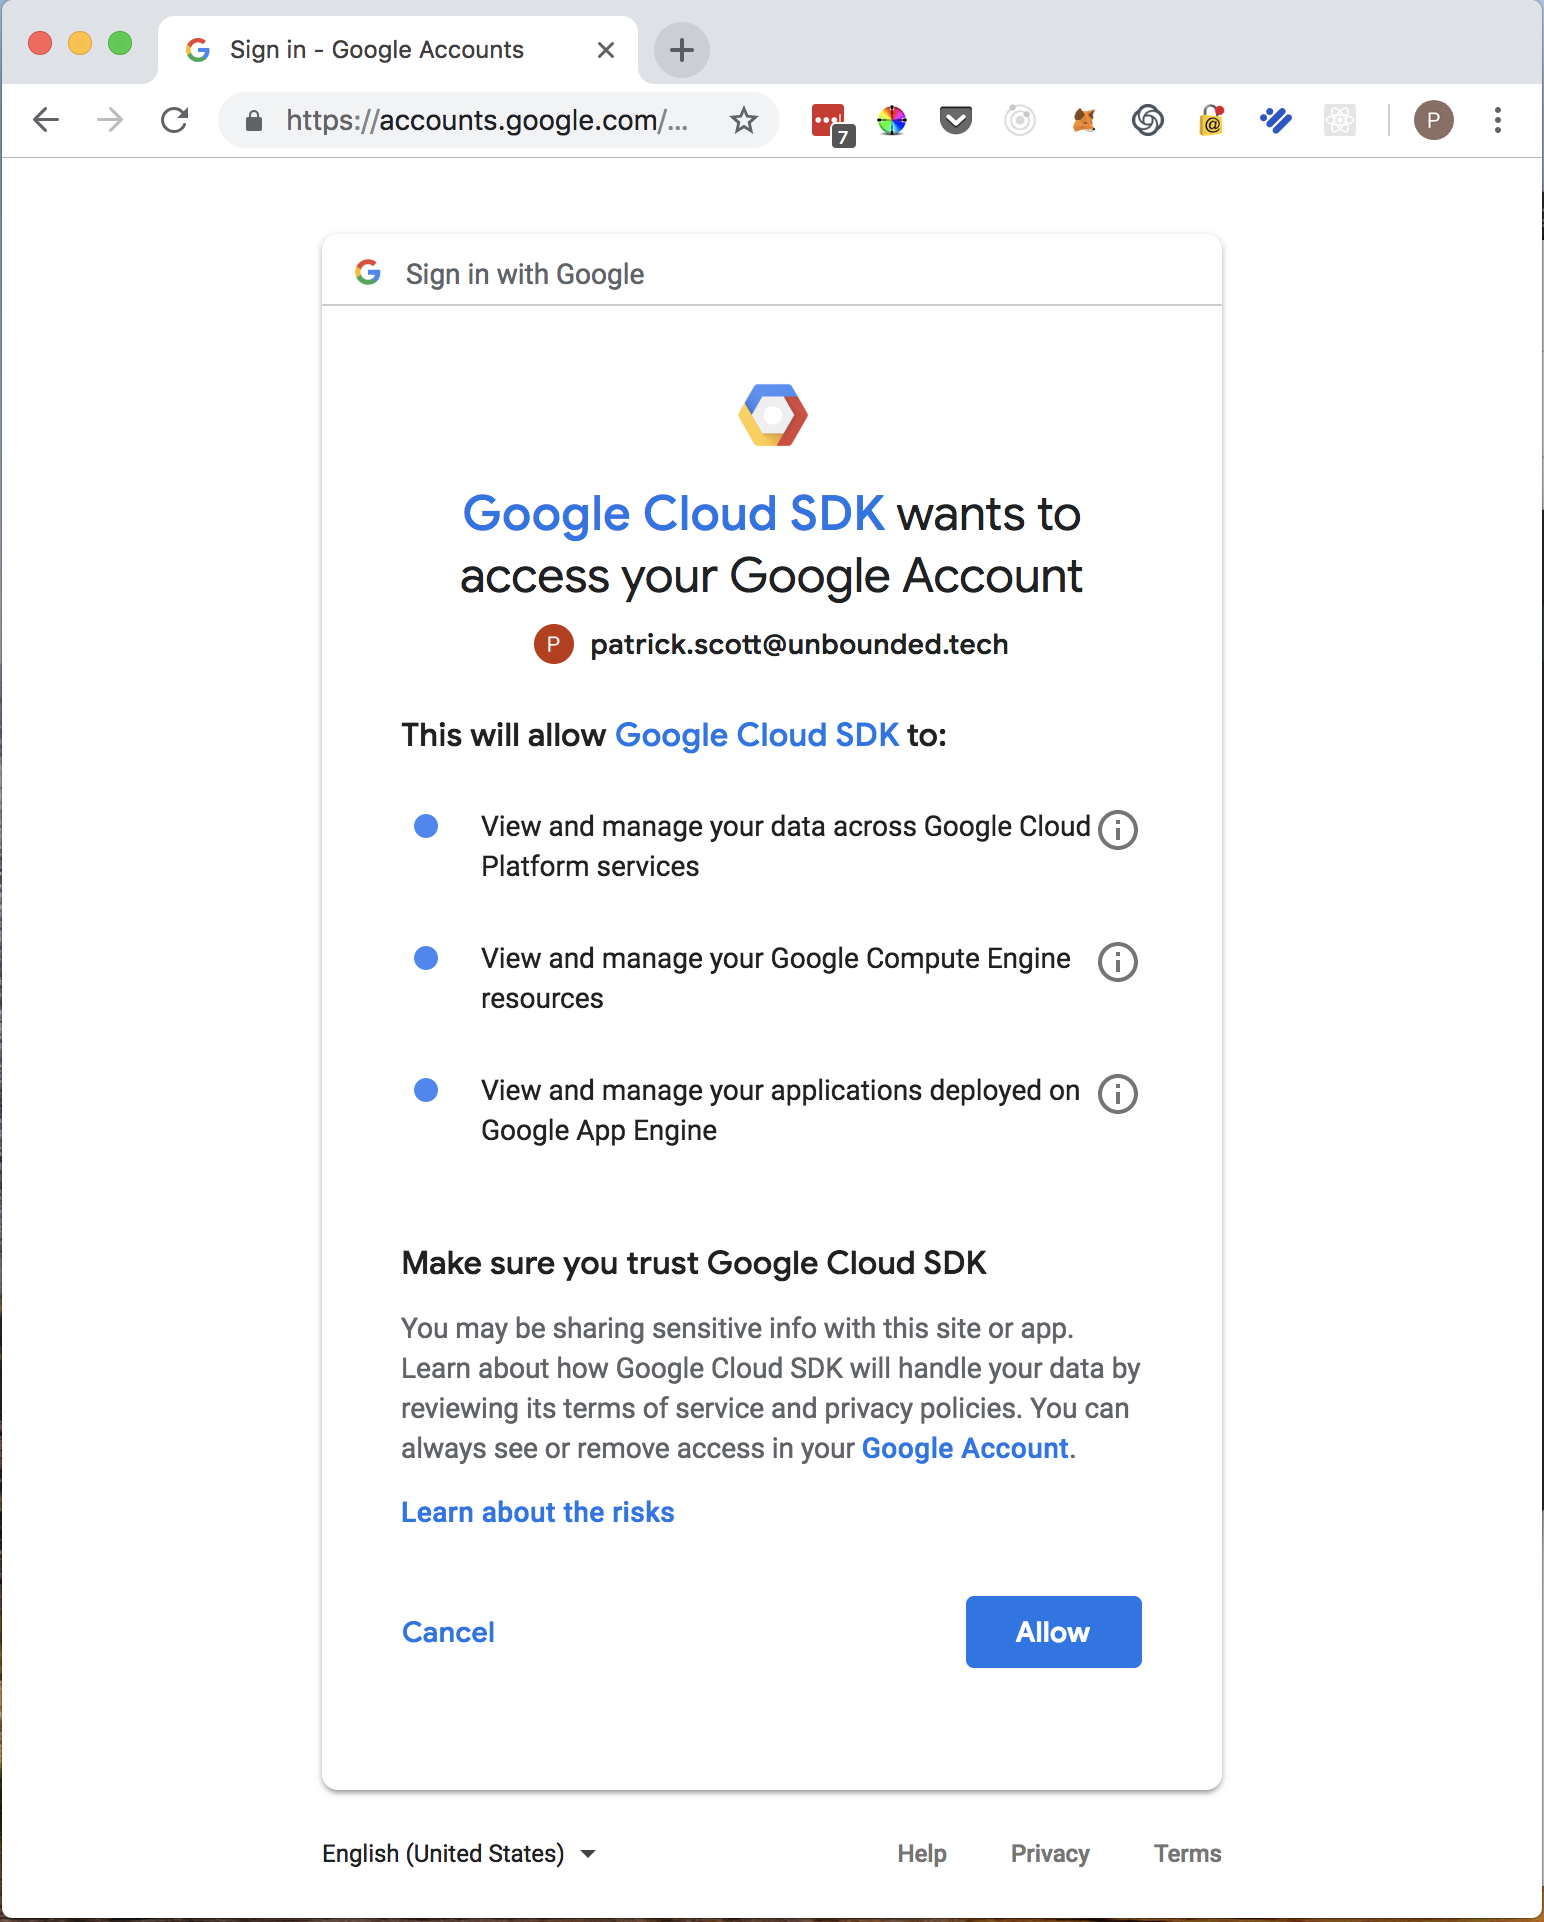 Sign in - Google Accounts
https://accounts.google.com/...
7
P
Sign in with Google
Google Cloud SDK wants to
access your Google Account
P patrick.scott@unbounded.tech
This will allow Google Cloud SDK to:
View and manage your data across Google Cloud
Platform services
View and manage your Google Compute Engine
resources
View and manage your applications deployed on
Google App Engine
Make sure you trust Google Cloud SDK
You may be sharing sensitive info with this site or app.
Learn about how Google Cloud SDK will handle your data by
reviewing its terms of service and privacy policies. You can
always see or remove access in your Google Account.
Learn about the risks
Cancel
Allow
English (United States)
Help
Privacy
Terms